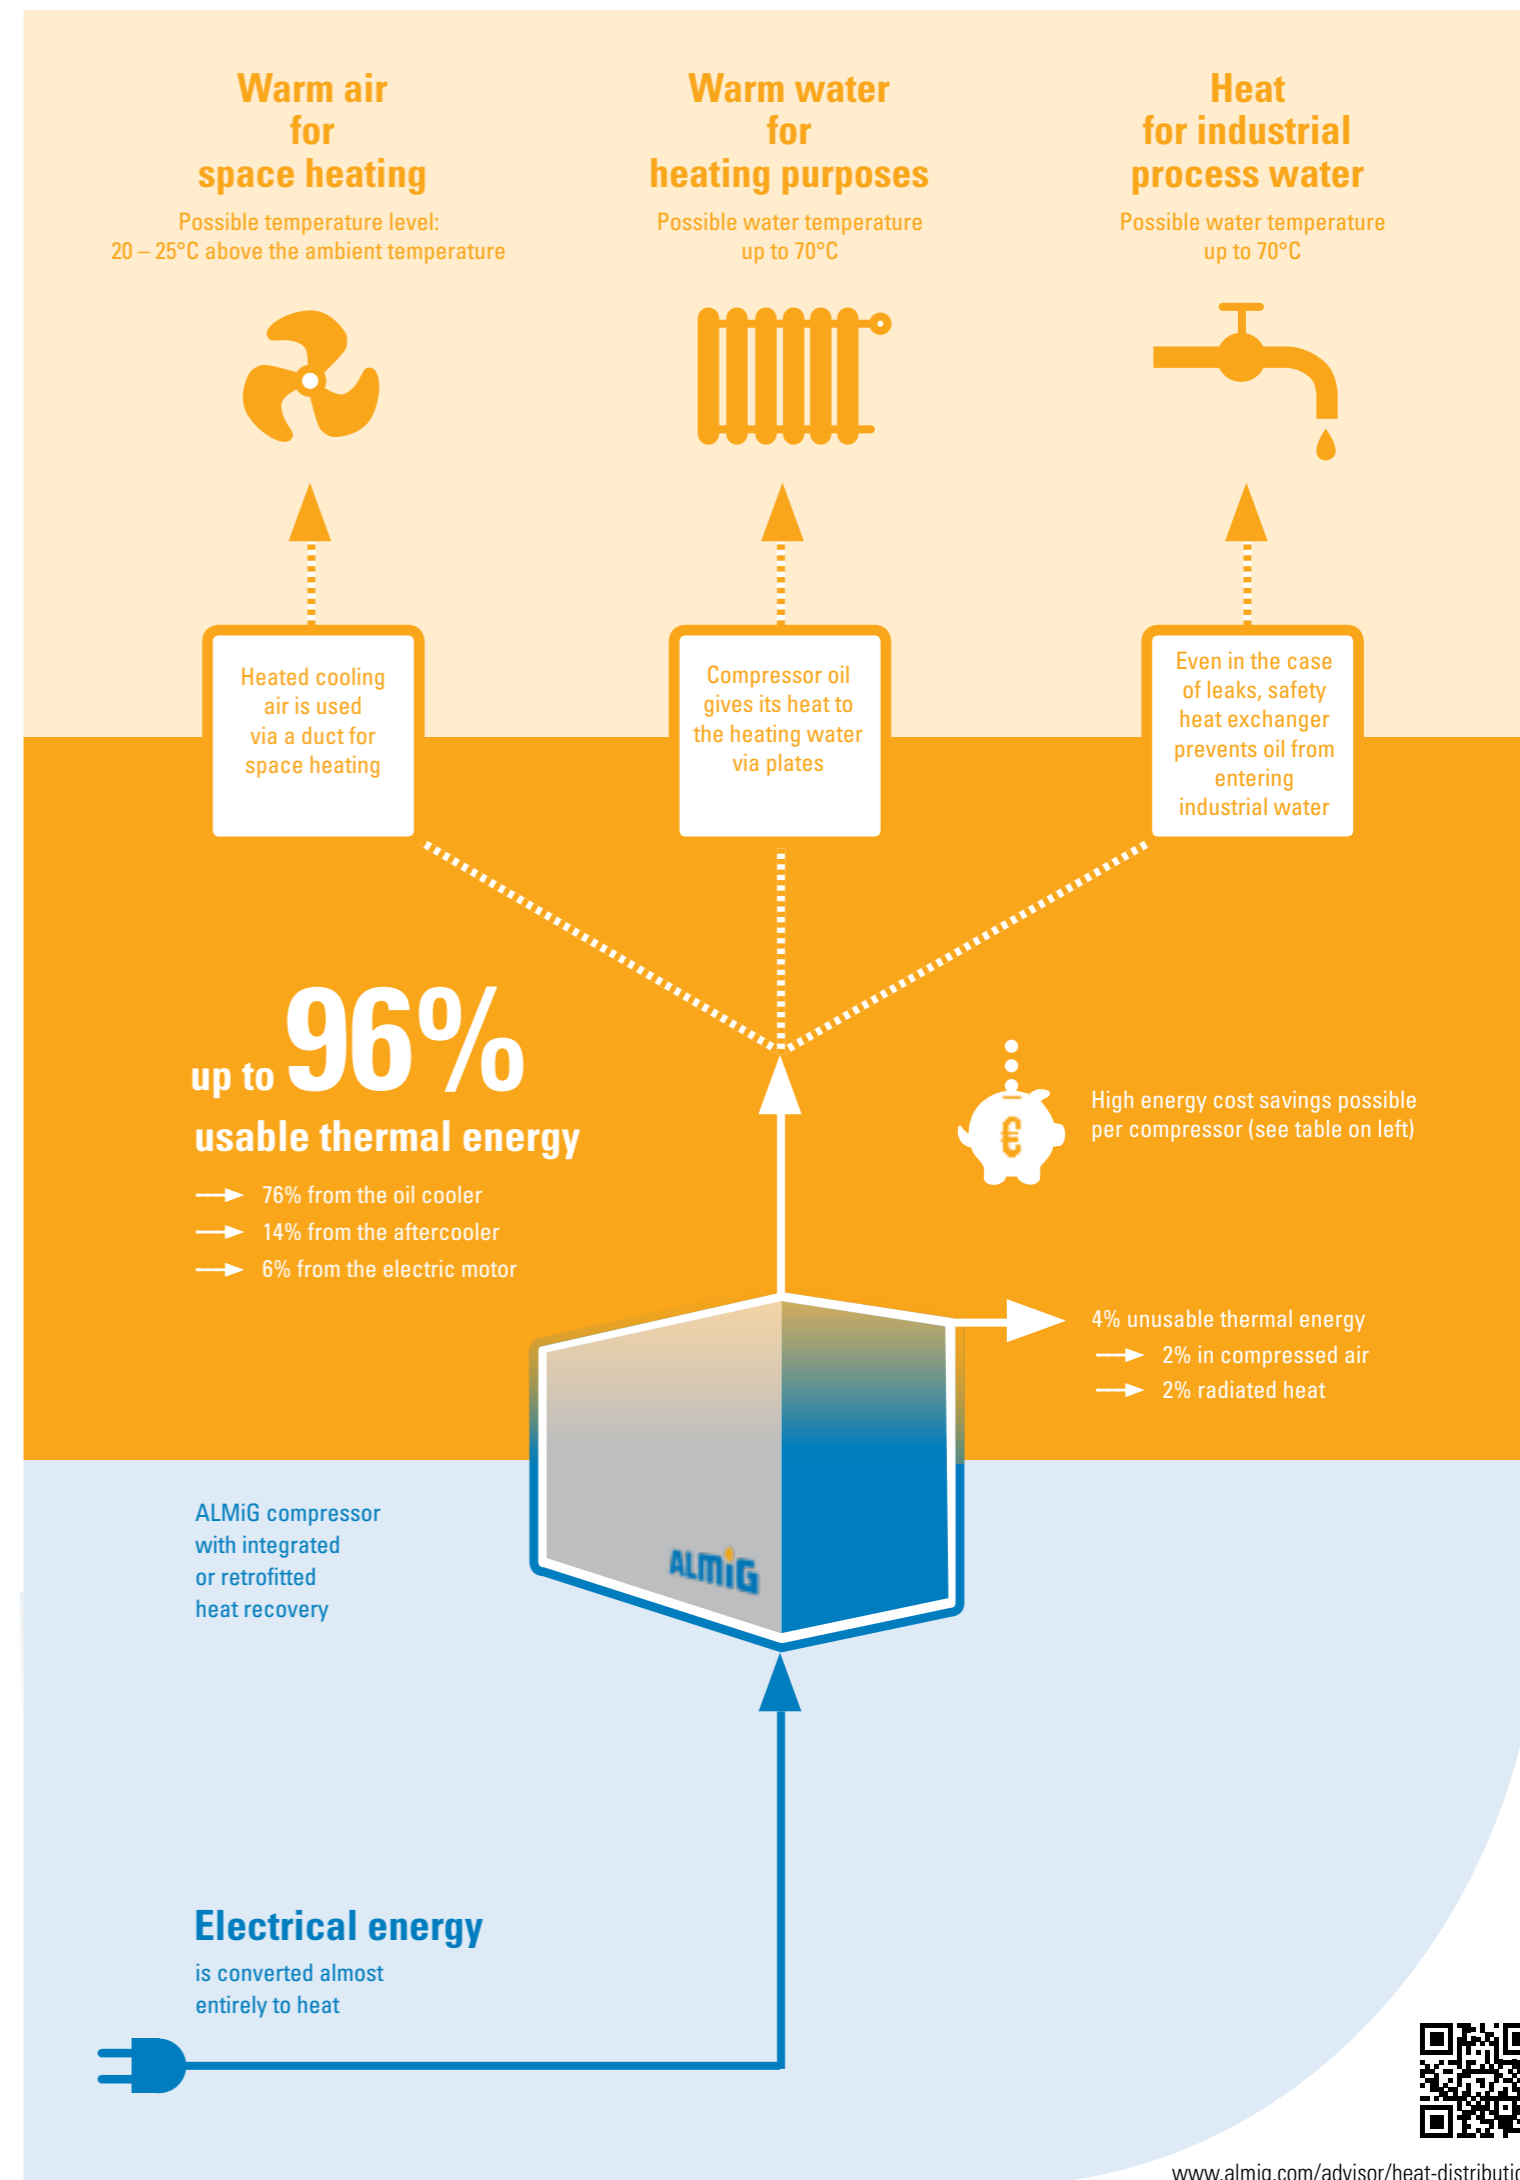 Warm air
for
space heating
Possible temperature level:
20 – 25°C above the ambient temperature
Warm water
for
heating purposes
Possible water temperature
up to 70°C
Heat
for industrial
process water
Possible water temperature
up to 70°C
Heated cooling
air is used
via a duct for
space heating
Compressor oil
gives its heat to
the heating water
via plates
Even in the case
of leaks, safety
heat exchanger
prevents oil from
entering
industrial water
up to 96%
usable thermal energy
76% from the oil cooler
14% from the aftercooler
6% from the electric motor
€
High energy cost savings possible
per compressor (see table on left)
4% unusable thermal energy
2% in compressed air
2% radiated heat
ALMiG compressor
with integrated
or retrofitted
heat recovery
ALMiG
Electrical energy
is converted almost
entirely to heat
www.almig.com/advisor/heat-distributio